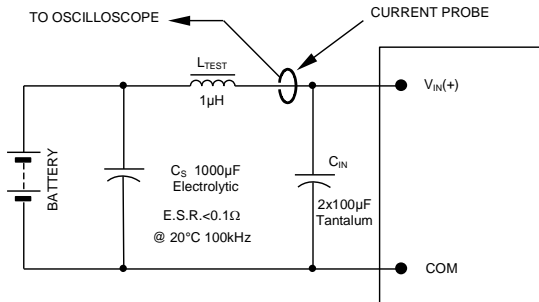 TO OSCILLOSCOPE
CURRENT PROBE
LTEST
1µH
VIN(+)
BATTERY
CS 1000µF
Electrolytic
E.S.R.<0.1Ω
@ 20°C 100kHz
CIN
2x100µF
Tantalum
COM